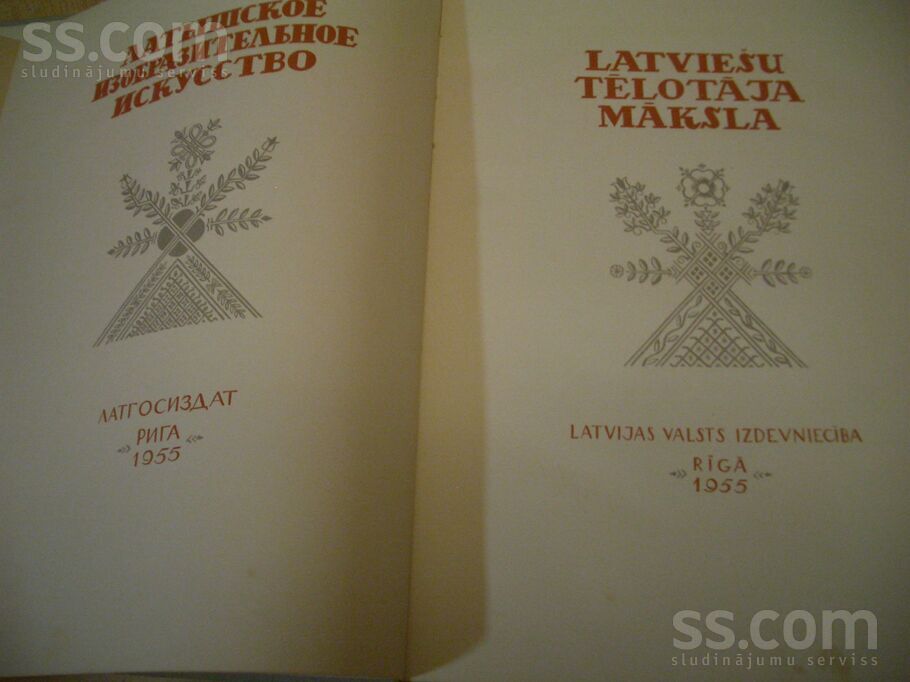 ss.com
sludinājumu serviss
ЛАТЫШСКОЕ
ИЗОБРАЗИТЕЛЬНОЕ
ИСКУССТВО
ЛАТГОСИЗДАТ
РИГА
1955
LATVIEŠU
TĒLOTĀJA
MĀKSLA
LATVIJAS VALSTS IZDEVNIECĪBA
RĪGĀ
1955
ss.com
sludinājumu serviss